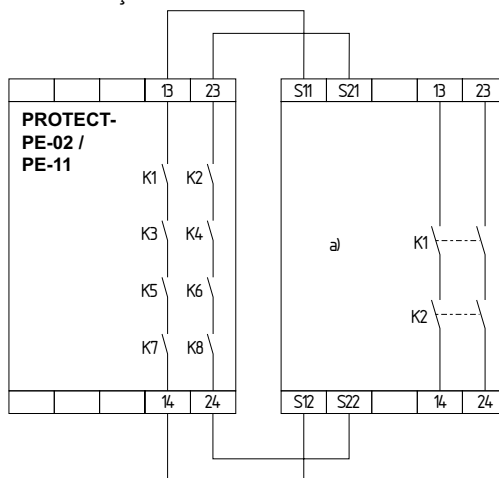 13 23 S11 S21 13 23
PROTECT-
PE-02 /
PE-11
K1 K2
K3 K4 a) K1
K5 K6
K2
K7 K8
14 24 S12 S22 14 24